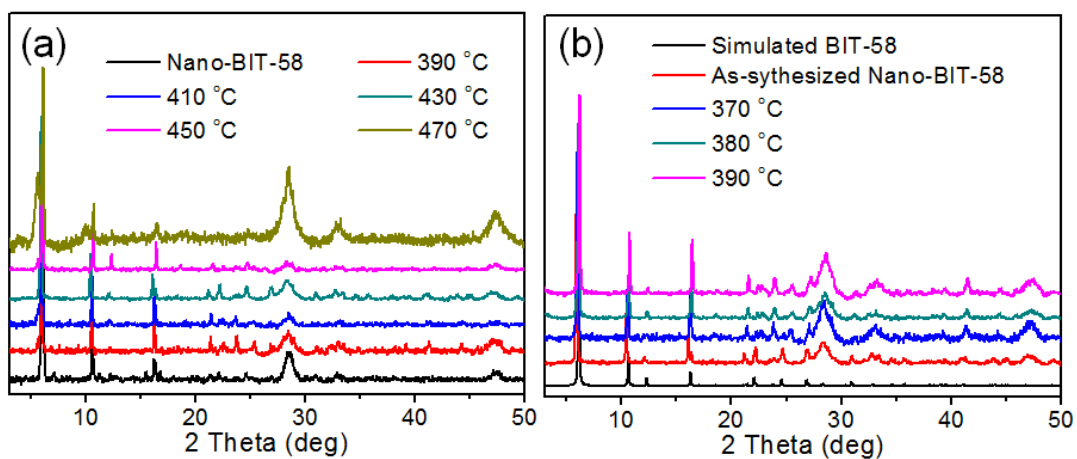 (a)
Nano-BIT-58
390 °C
410 °C
430 °C
450 °C
470 °C
10
20
30
40
50
2 Theta (deg)
(b)
Simulated BIT-58
As-sythesized Nano-BIT-58
370 °C
380 °C
390 °C
10
20
30
40
50
2 Theta (deg)